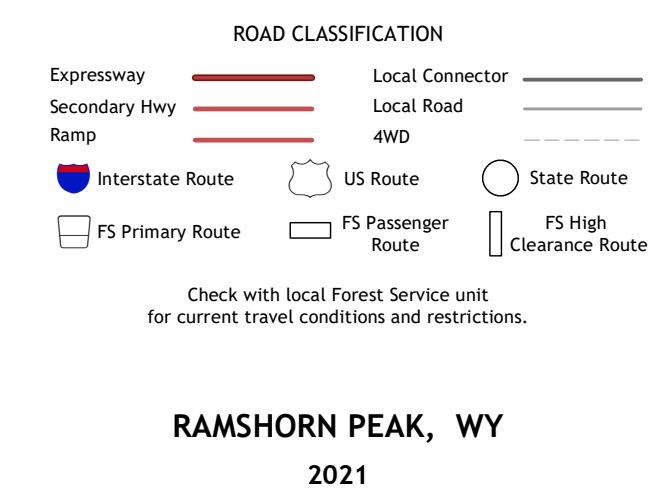 ROAD CLASSIFICATION
Expressway
Local Connector
Secondary Hwy
Local Road
Ramp
4WD
Interstate Route
US Route
State Route
FS Primary Route
FS Passenger
Route
FS High
Clearance Route
Check with local Forest Service unit
for current travel conditions and restrictions.
RAMSHORN PEAK, WY
2021